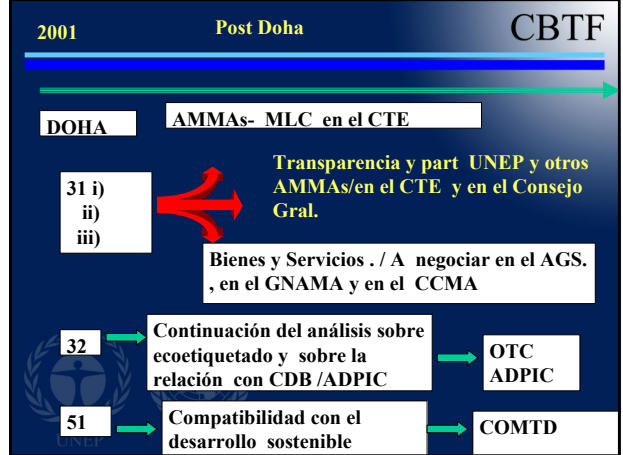 2001 Post Doha CBTF
DOHA
AMMAs- MLC en el CTE
31 i)
ii)
iii)
Transparencia y part UNEP y otros
AMMAs/en el CTE y en el Consejo
Gral.
Bienes y Servicios . / A negociar en el AGS.
, en el GNAMA y en el CCMA
32
Continuación del análisis sobre
ecoetiquetado y sobre la
relación con CDB /ADPIC
OTC
ADPIC
51
Compatibilidad con el
desarrollo sostenible
COMTD
UNEP